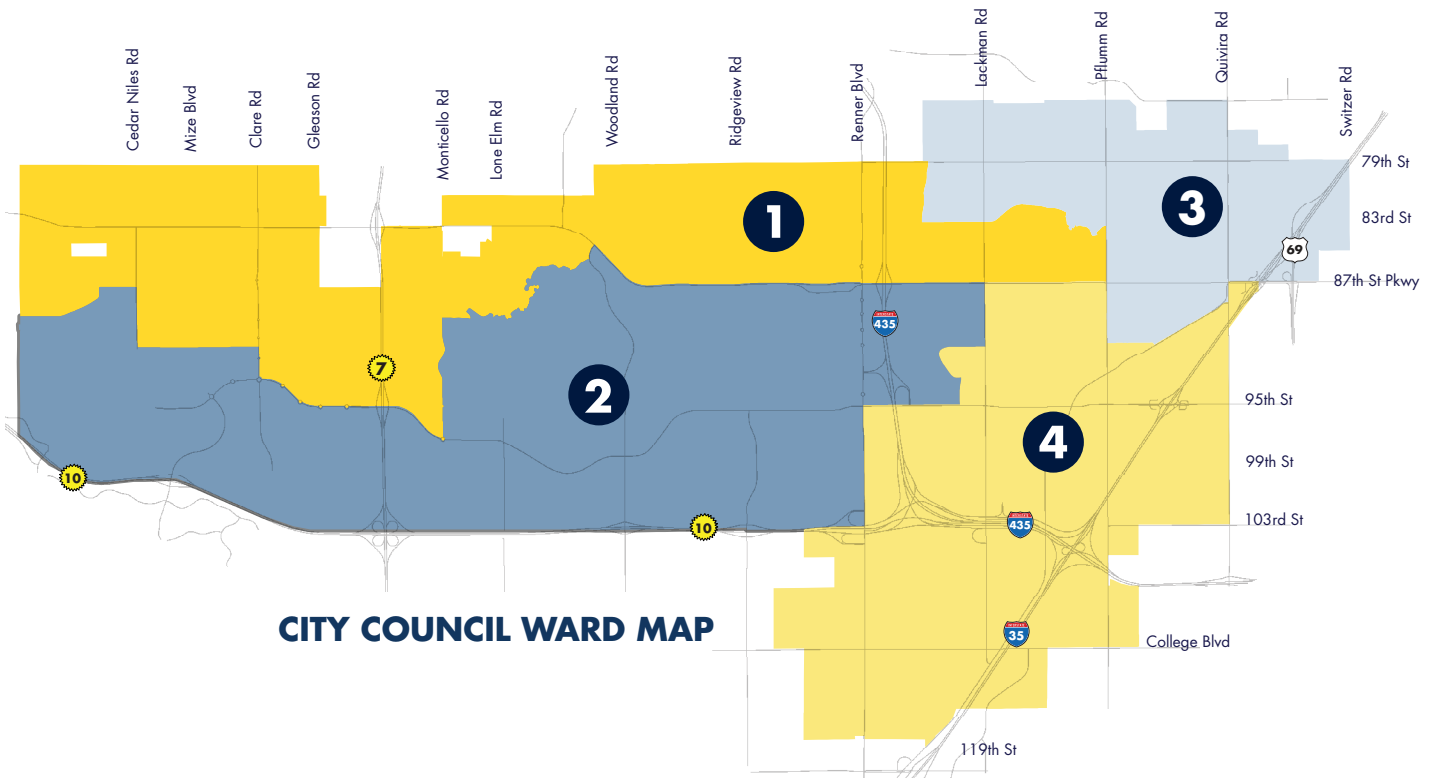 Cedar Niles Rd
Mize Blvd
Clare Rd
Gleason Rd
Monticello Rd
Lone Elm Rd
Woodland Rd
Ridgeview Rd
Renner Blvd
Lackman Rd
Pflumm Rd
Quivira Rd
Switzer Rd
79th St
83rd St
87th St Pkwy
95th St
99th St
103rd St
College Blvd
119th St
1
2
3
4
69
435
7
10
10
435
35
CITY COUNCIL WARD MAP